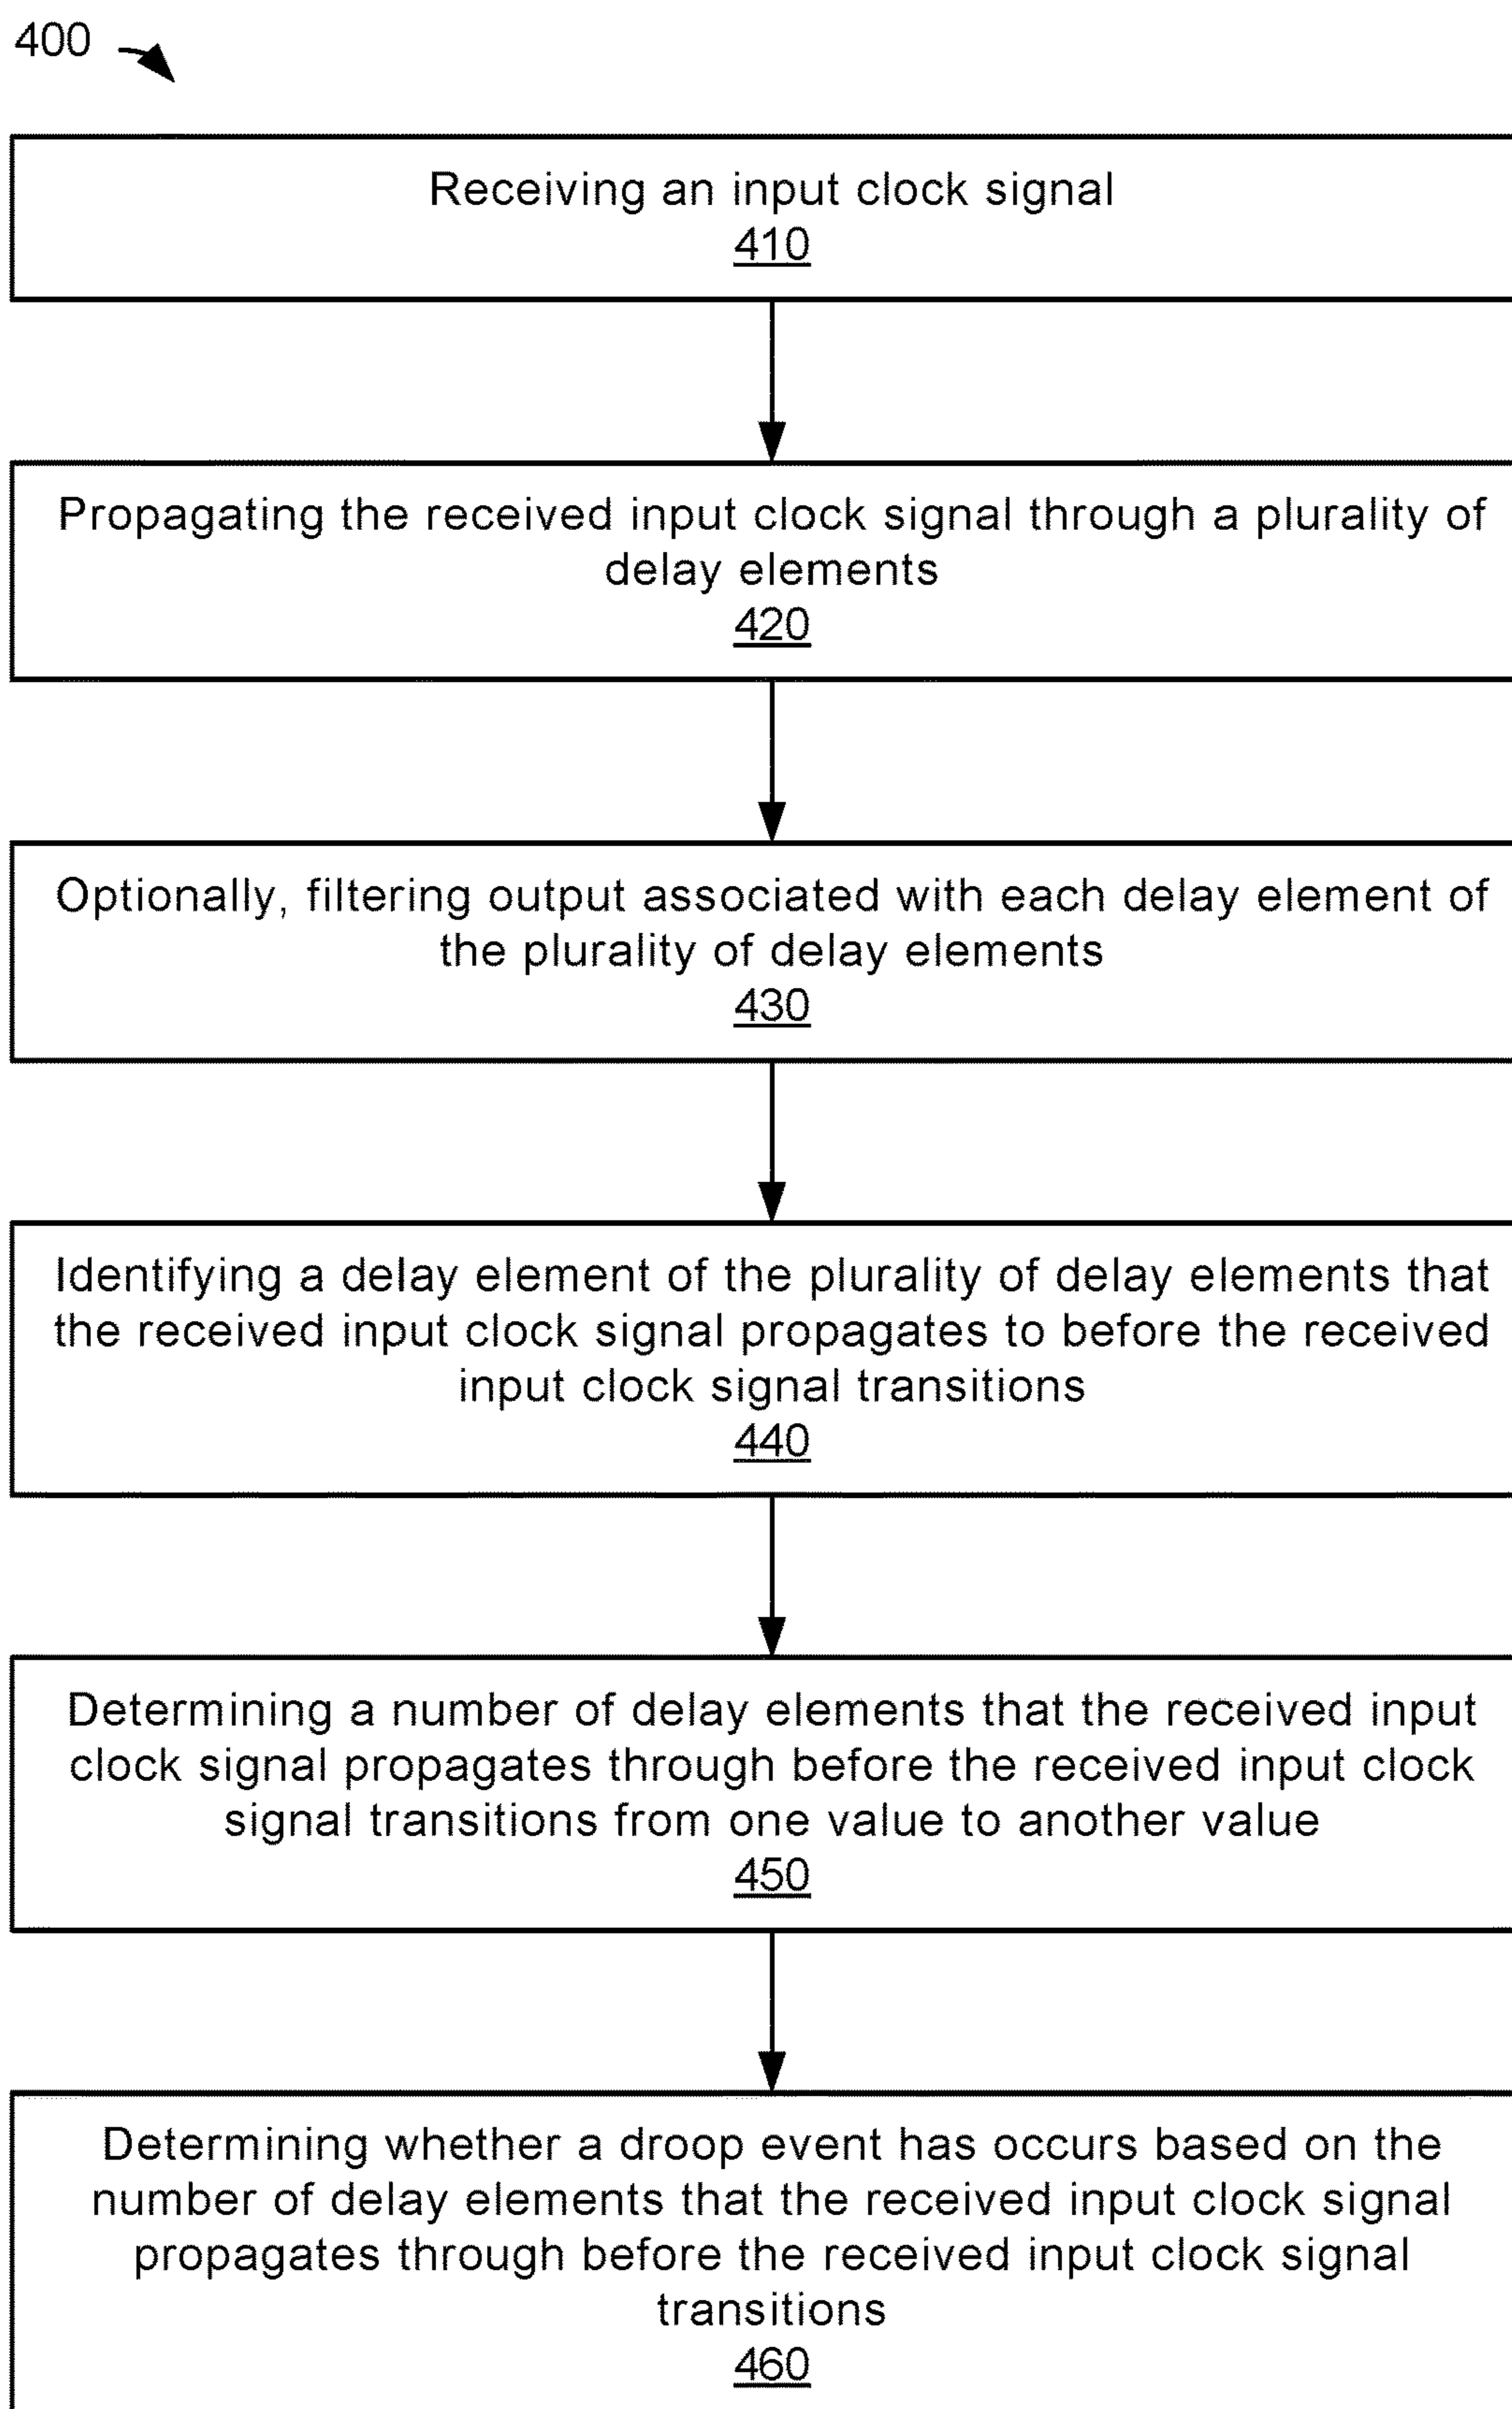 400
Receiving an input clock signal
410
Propagating the received input clock signal through a plurality of
delay elements
420
Optionally, filtering output associated with each delay element of
the plurality of delay elements
430
Identifying a delay element of the plurality of delay elements that
the received input clock signal propagates to before the received
input clock signal transitions
440
Determining a number of delay elements that the received input
clock signal propagates through before the received input clock
signal transitions from one value to another value
450
Determining whether a droop event has occurs based on the
number of delay elements that the received input clock signal
propagates through before the received input clock signal
transitions
460